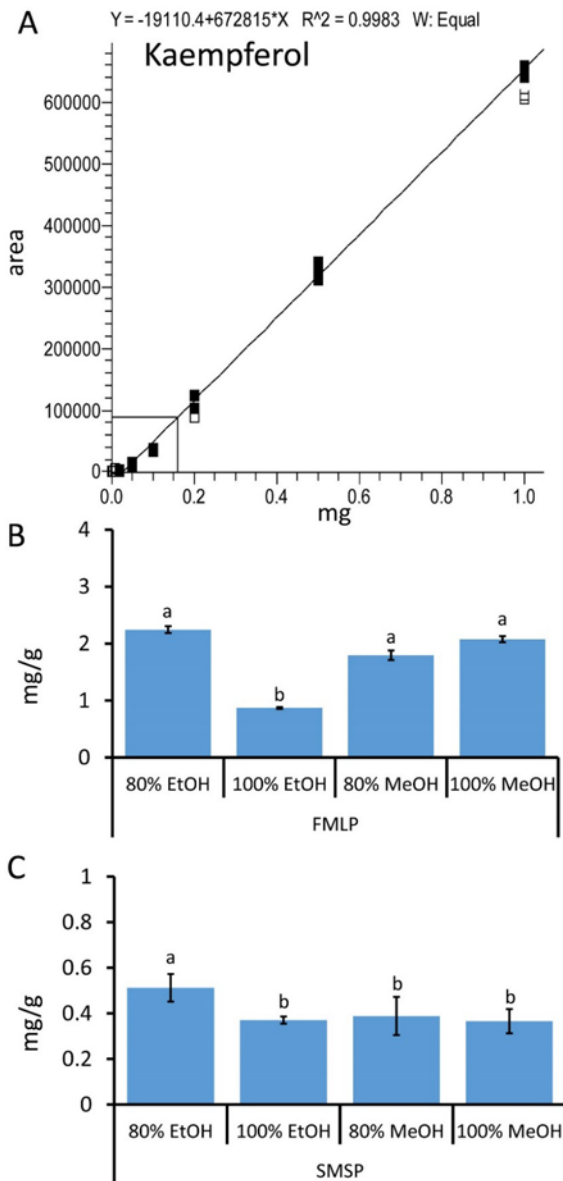 A
Y = -19110.4+672815*X R^2 = 0.9983 W: Equal
Kaempferol
600000
500000
400000
300000
200000
100000
0
area
0.0 0.2 0.4 0.6 0.8 1.0
mg
B
4
3
2
1
0
mg/g
a
b
a
a
80% EtOH 100% EtOH 80% MeOH 100% MeOH
FMLP
C
1
0.8
0.6
0.4
0.2
0
mg/g
a
b
b
b
80% EtOH 100% EtOH 80% MeOH 100% MeOH
SMSP